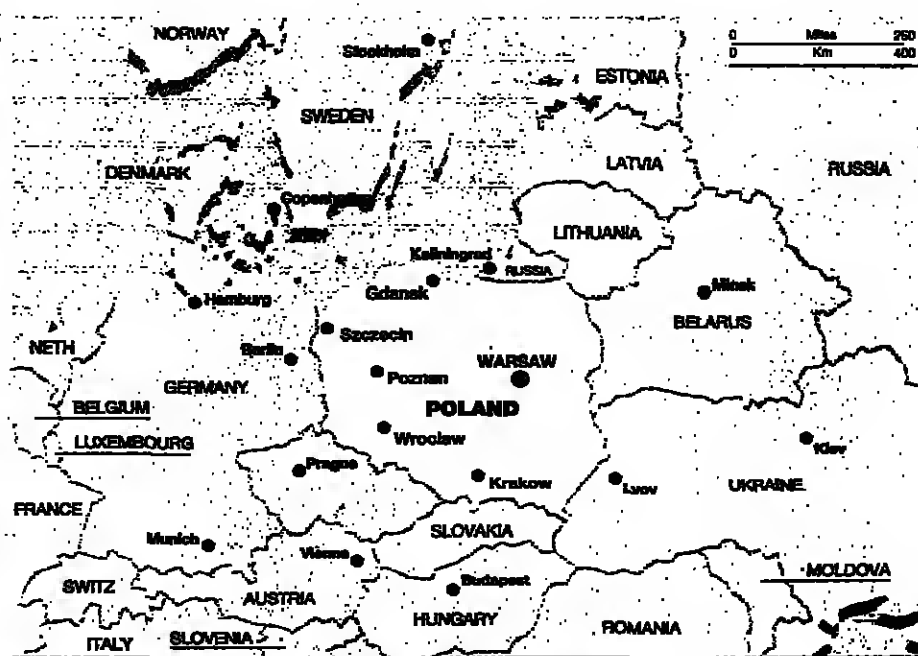 NORWAY
Stockholm
0 Miles 250
0 Km 400
ESTONIA
SWEDEN
LATVIA
RUSSIA
DENMARK
Copenhagen
LITHUANIA
Kaliningrad
RUSSIA
Gdansk
Minsk
Hamburg
BELARUS
Szczecin
NETH
Berlin
WARSAW
Poznan
GERMANY
BELGIUM
POLAND
Wroclaw
LUXEMBOURG
Kiev
Prague
Krakow
Lvov
UKRAINE
FRANCE
SLOVAKIA
Munich
Vienna
MOLDOVA
SWITZ
Budapest
AUSTRIA
HUNGARY
ROMANIA
ITALY
SLOVENIA